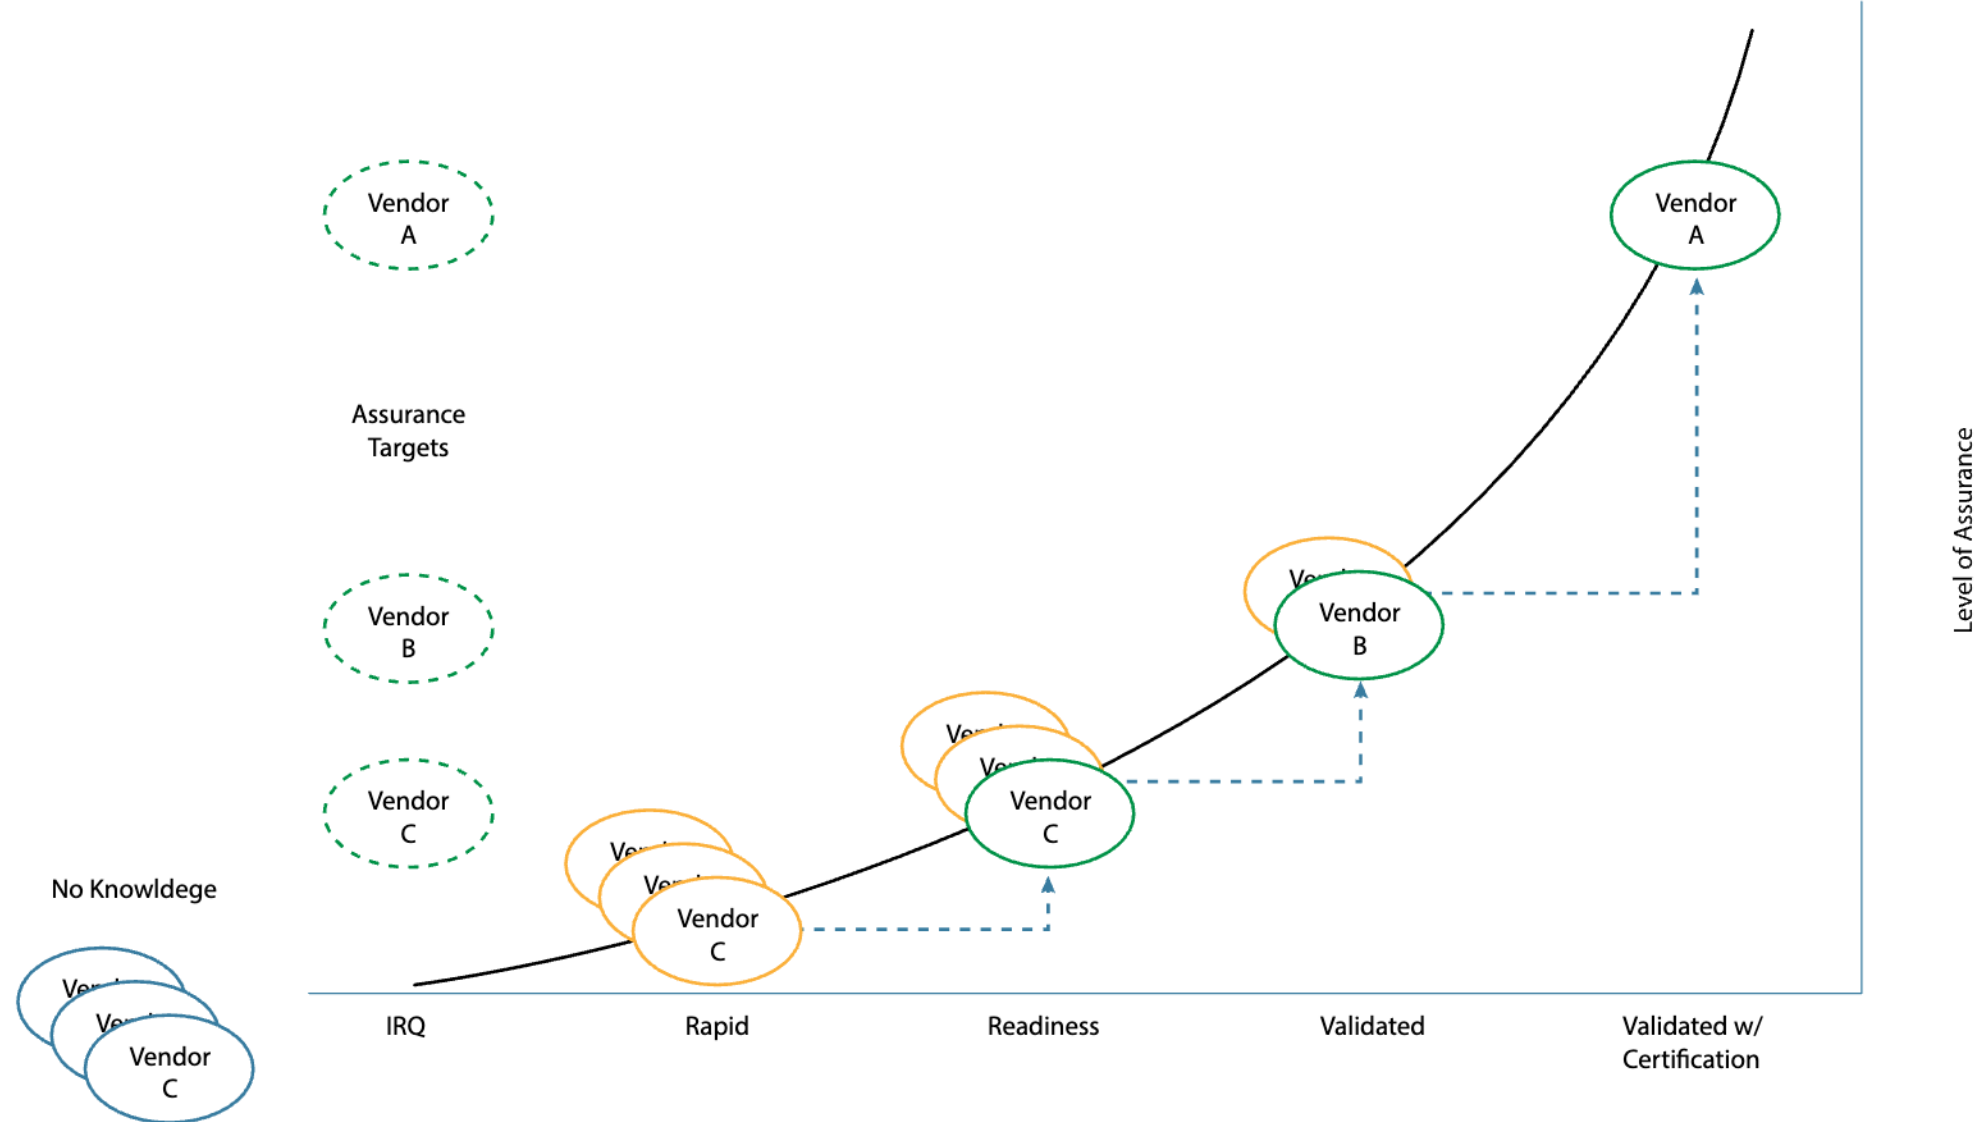 Vendor
A
Vendor
A
Assurance
Targets
Level of Assurance
Vendor
B
Vendor
B
Vendor
C
Vendor
C
No Knowldege
Vendor
C
Vendor
C
IRQ
Rapid
Readiness
Validated
Validated w/
Certification